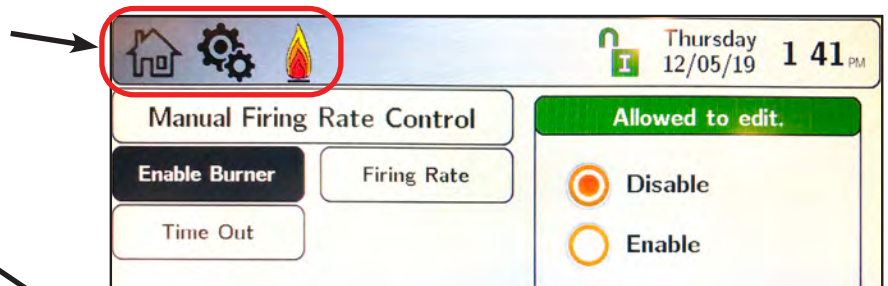 Thursday
12/05/19
1 41 PM
I
Manual Firing Rate Control
Allowed to edit.
Enable Burner
Firing Rate
Time Out
Disable
Enable